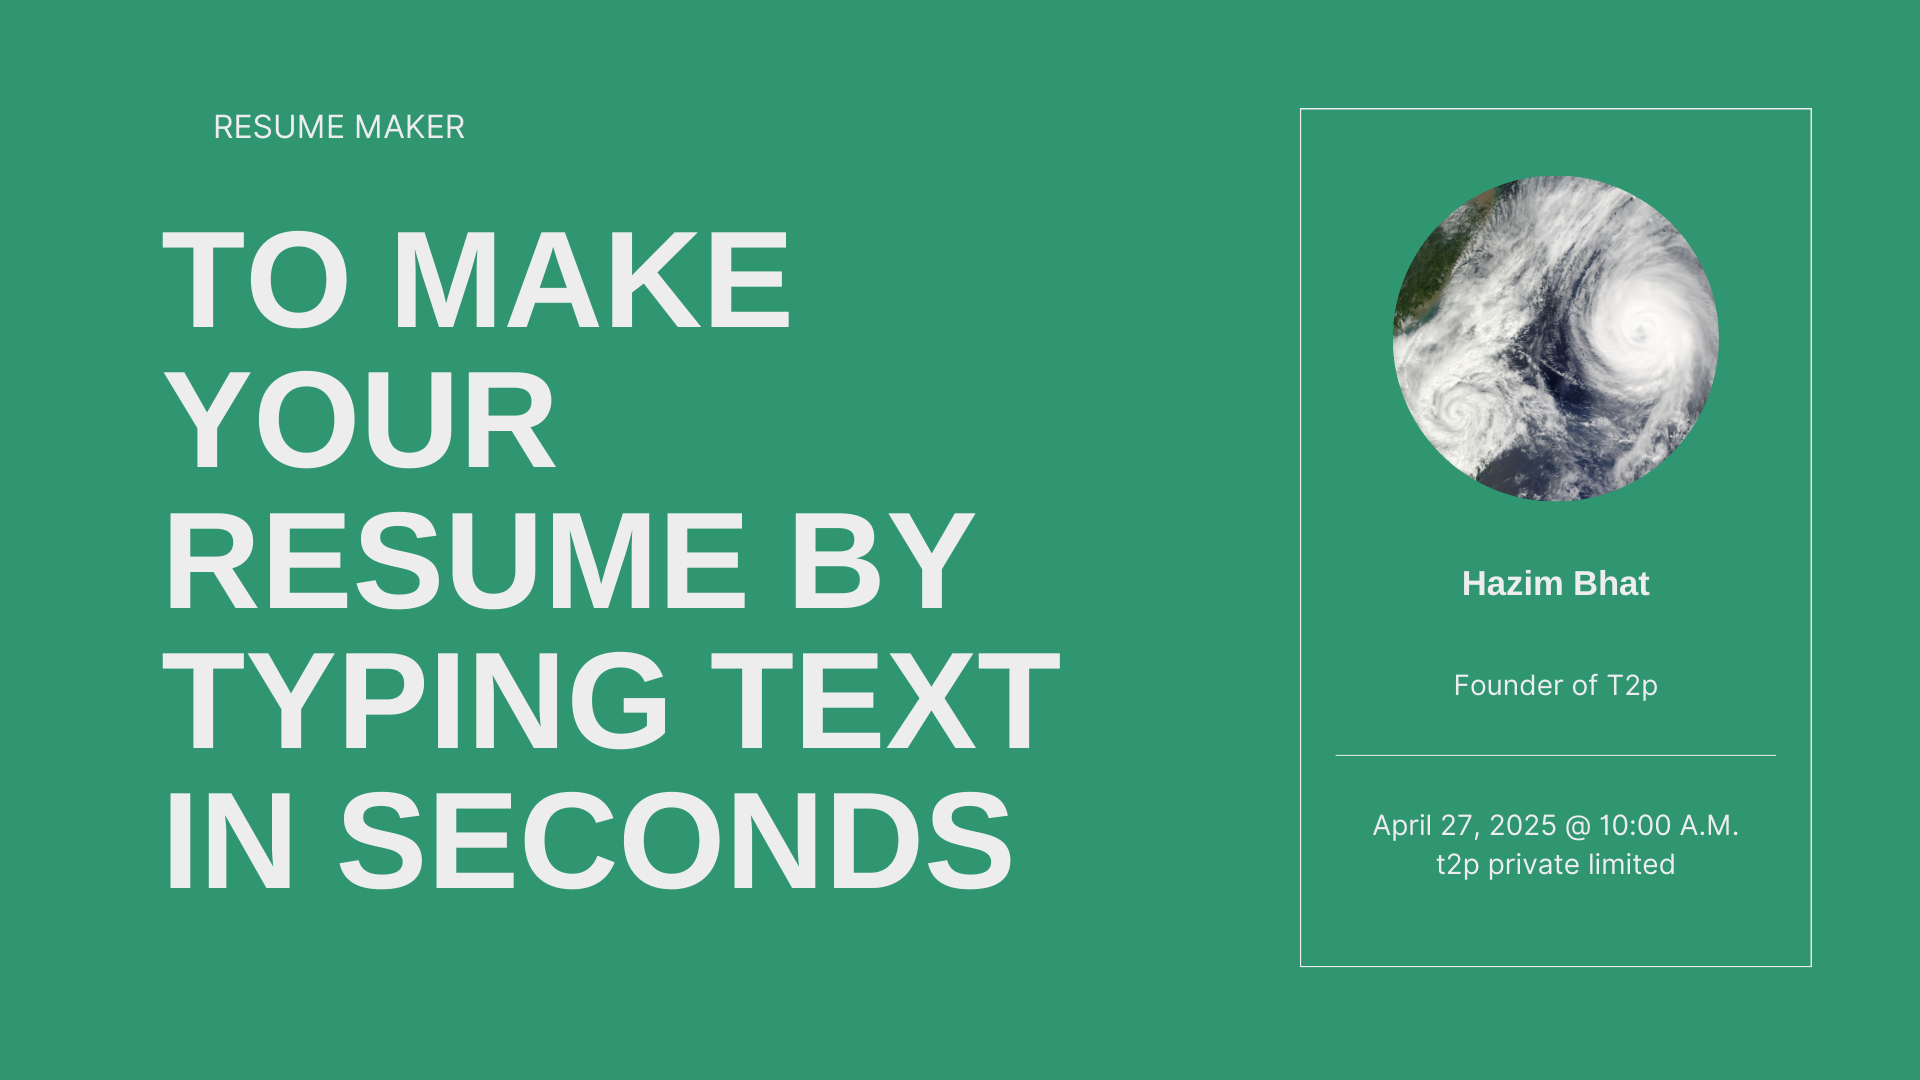 RESUME MAKER
TO MAKE
YOUR
RESUME BY
TYPING TEXT
IN SECONDS
Hazim Bhat
Founder of T2p
April 27, 2025 @ 10:00 A.M.
t2p private limited